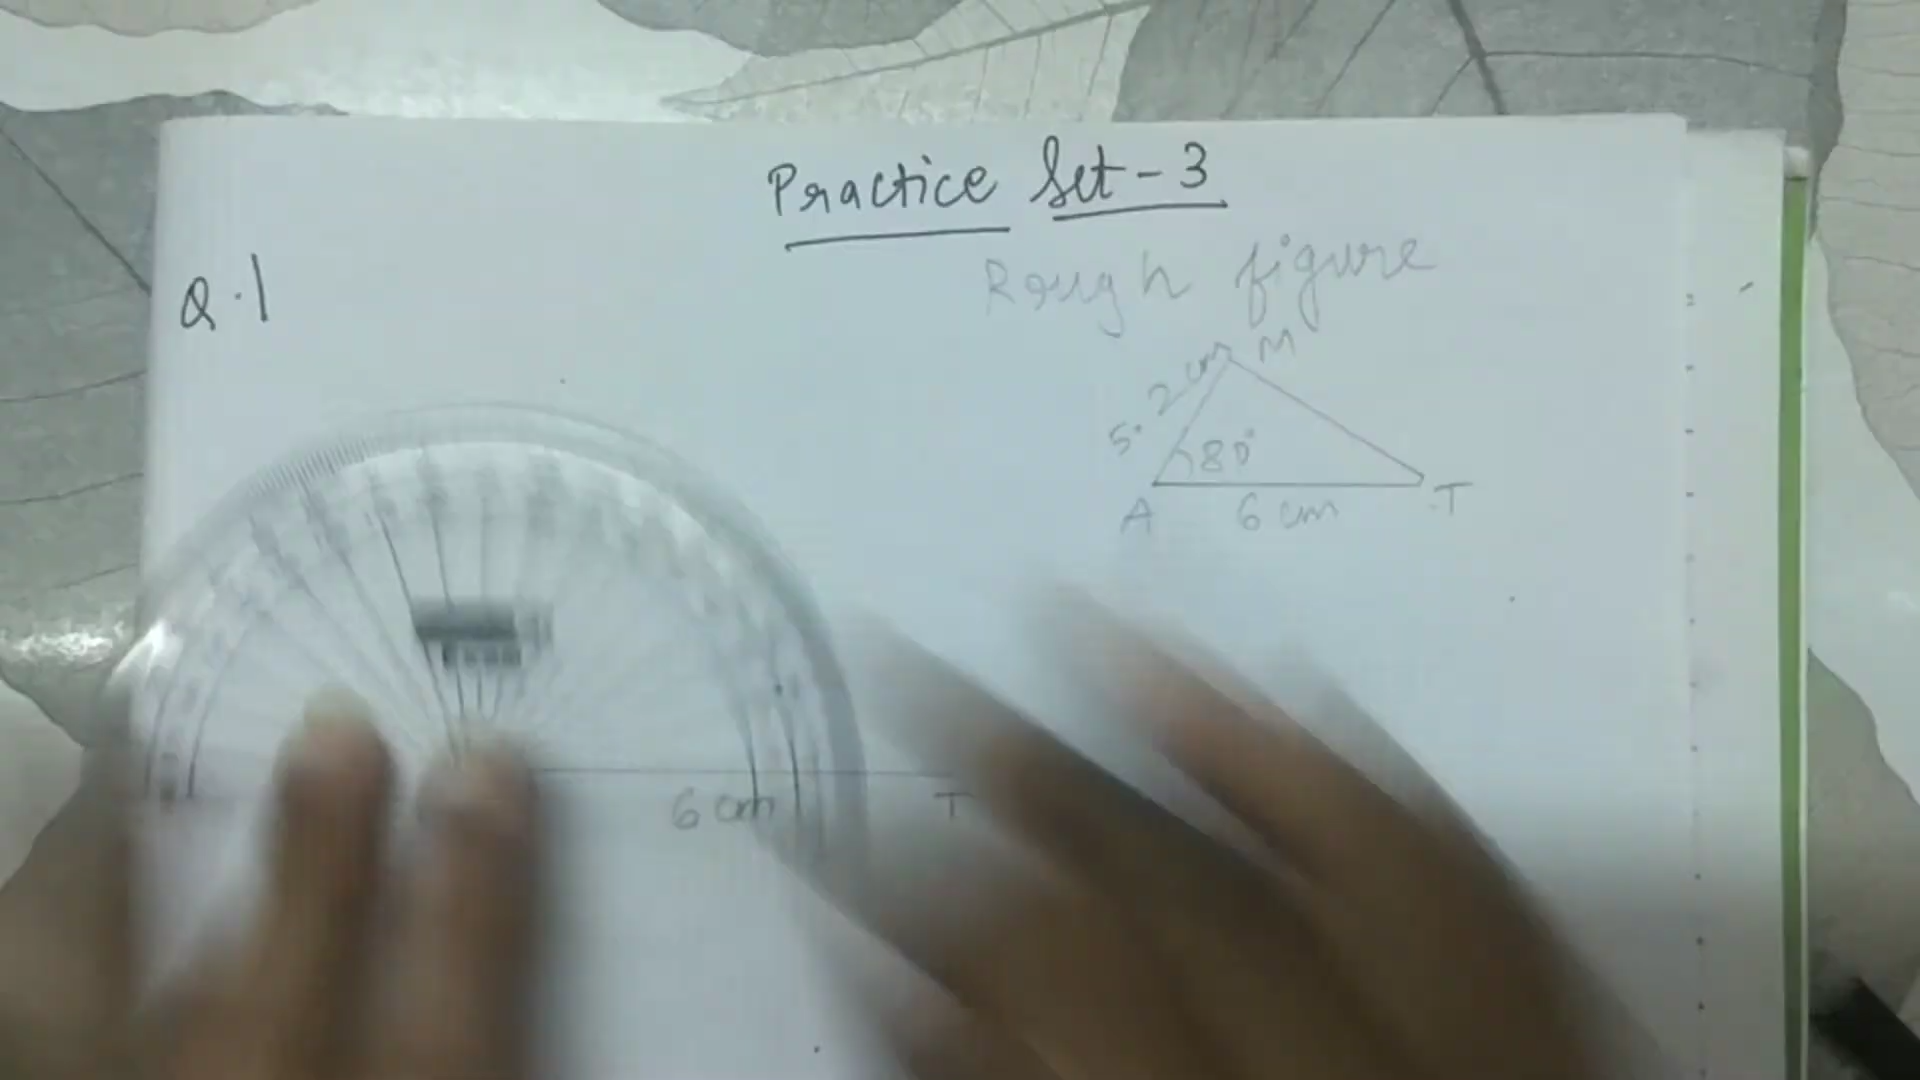 Practice Set - 3
Rough figure
Q.1
M
5.2 cm
80°
A 6 cm T
6 cm T